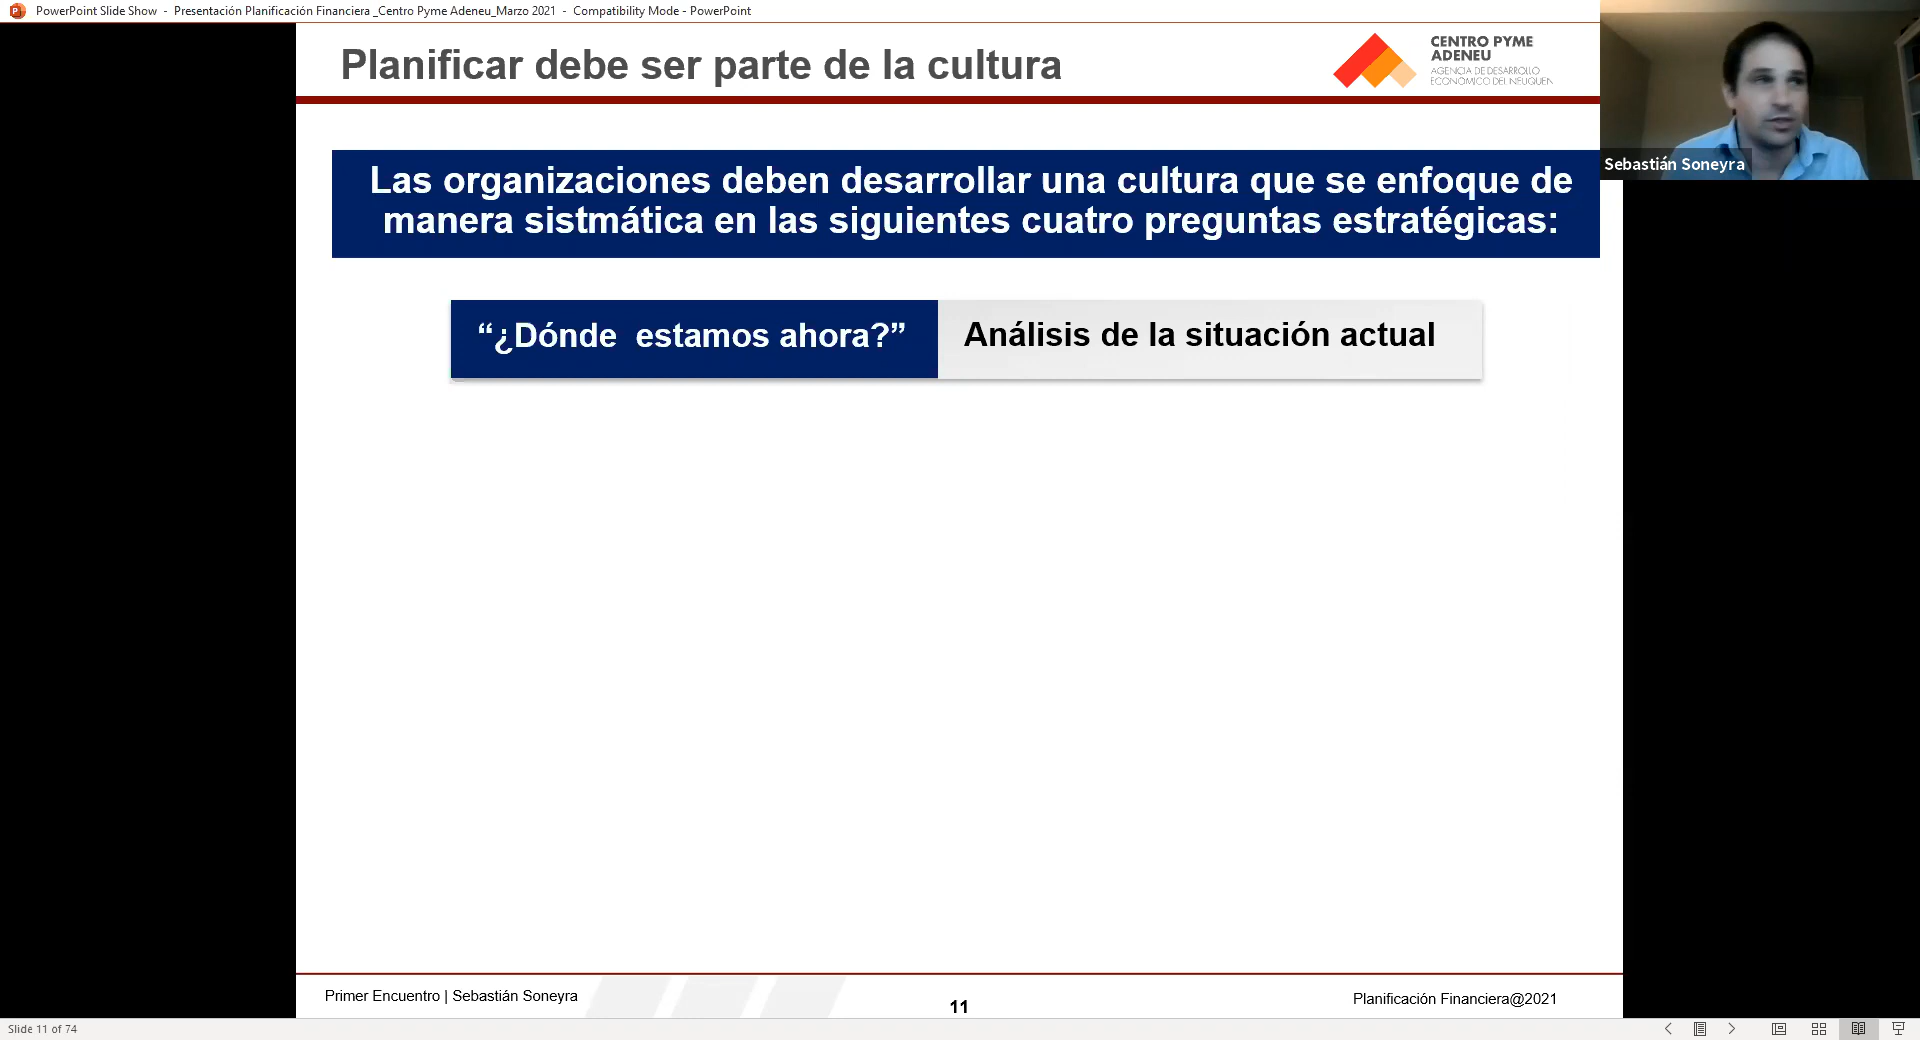 PowerPoint Slide Show - Presentación Planificación Financiera _Centro Pyme Adeneu_Marzo 2021 - Compatibility Mode - PowerPoint
Planificar debe ser parte de la cultura
CENTRO PYME
ADENEU
AGENCIA DE DESARROLLO
ECONOMICO DEL NEUQUEN
Sebastián Soneyra
Las organizaciones deben desarrollar una cultura que se enfoque de
manera sistmática en las siguientes cuatro preguntas estratégicas:
“¿Dónde estamos ahora?” Análisis de la situación actual
Primer Encuentro | Sebastián Soneyra
11
Planificación Financiera@2021
Slide 11 of 74